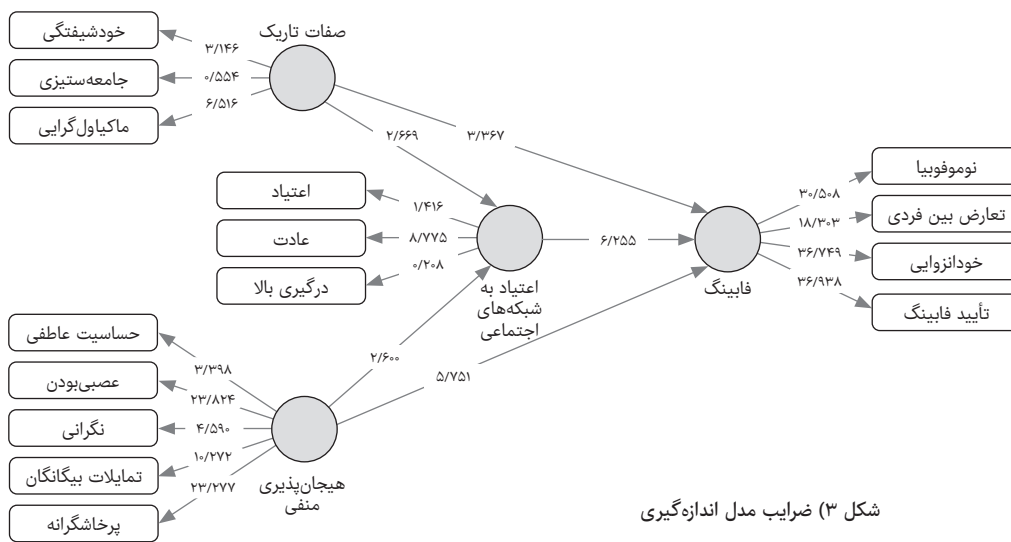 صفات تاریک
خودشیفتگی
۳/۱۴۶
جامعه‌ستیزی
۰/۵۵۴
ماکیاول‌گرایی
۶/۵۱۶
۲/۶۶۹
۳/۳۶۷
اعتیاد
۱/۴۱۶
عادت
۸/۷۷۵
درگیری بالا
۰/۲۰۸
اعتیاد به
شبکه‌های
اجتماعی
۶/۲۵۵
فابینگ
نوموفوبیا
۳۰/۵۰۸
تعارض بین فردی
۱۸/۳۰۳
خودانزوایی
۳۶/۷۴۹
تأیید فابینگ
۳۶/۹۳۸
۲/۶۰۰
۵/۷۵۱
حساسیت عاطفی
۳/۳۹۸
عصبی‌بودن
۲۳/۸۲۴
نگرانی
۴/۵۹۰
تمایلات بیگانگان
۱۰/۲۷۲
پرخاشگرانه
۲۳/۲۷۷
هیجان‌پذیری
منفی
شکل ۳) ضرایب مدل اندازه‌گیری